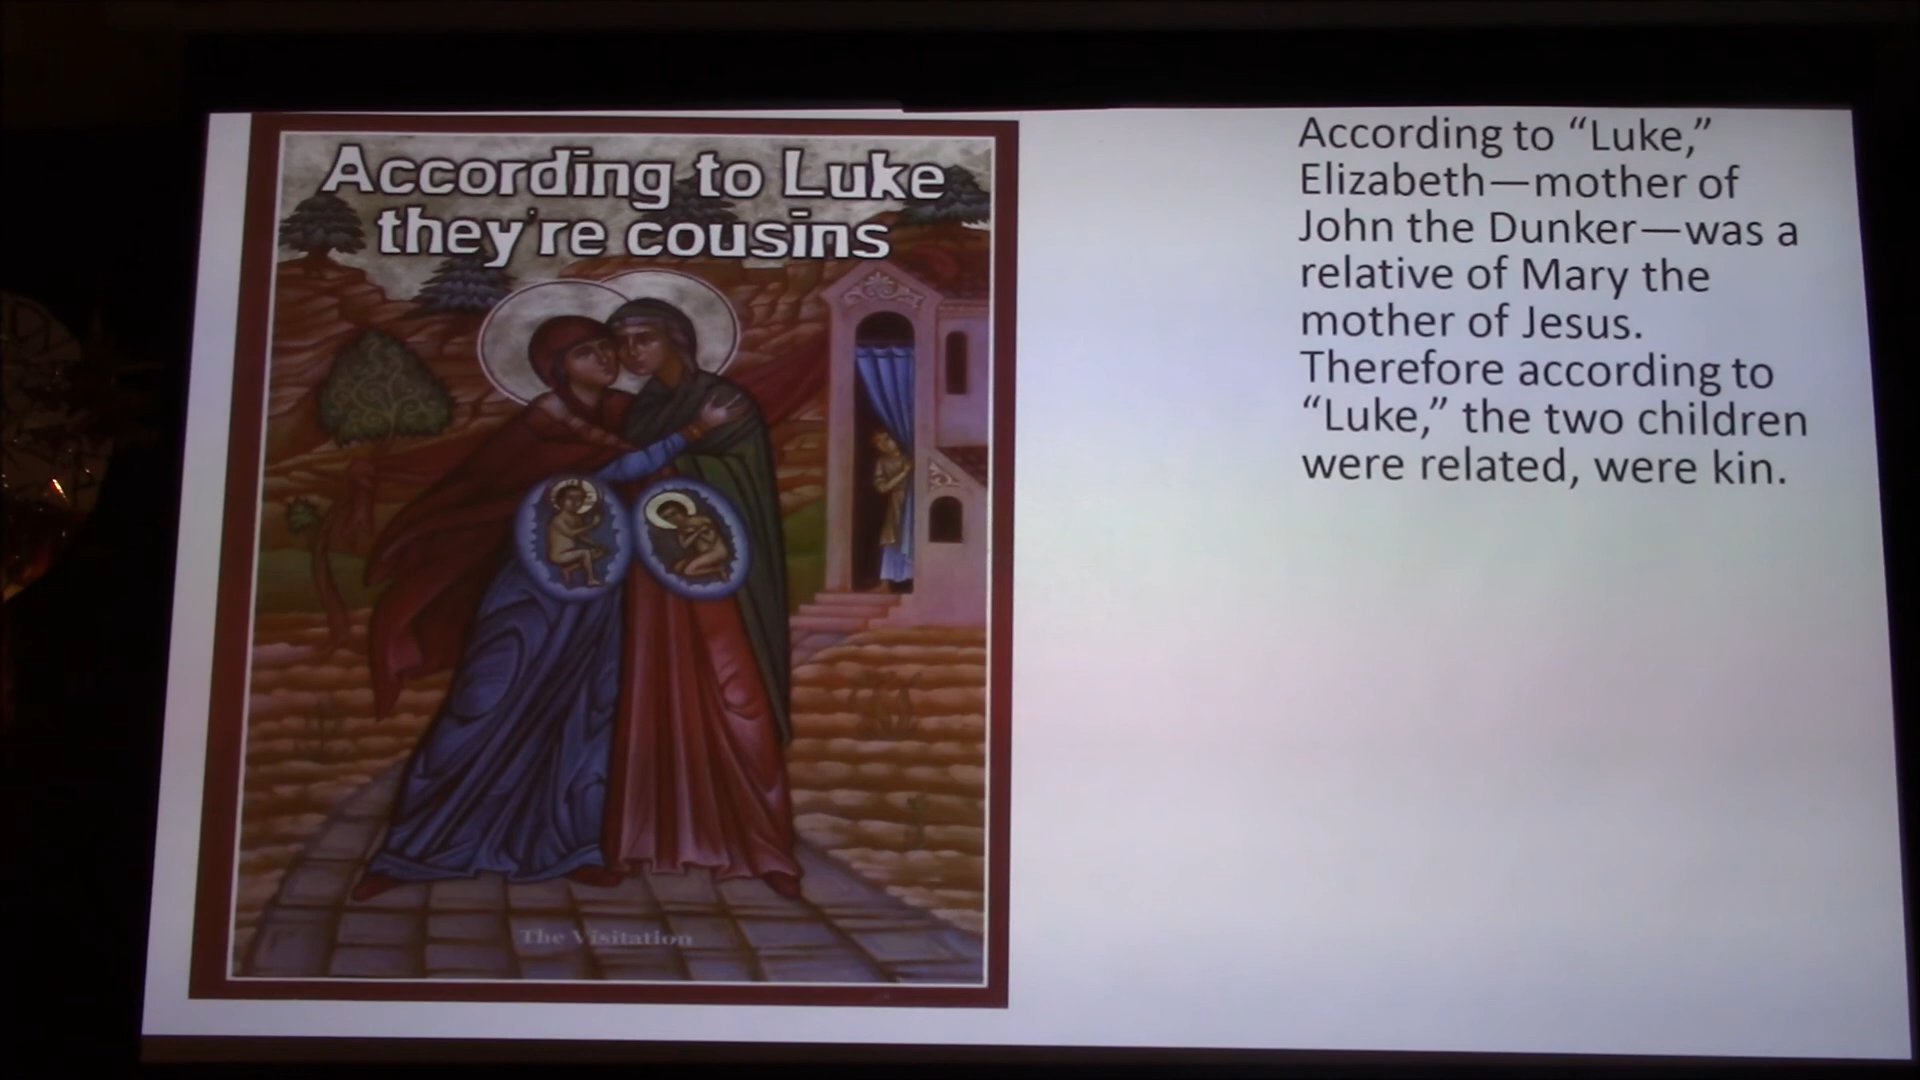 According to Luke
they're cousins
The Visitation
According to “Luke,”
Elizabeth—mother of
John the Dunker—was a
relative of Mary the
mother of Jesus.
Therefore according to
“Luke,” the two children
were related, were kin.